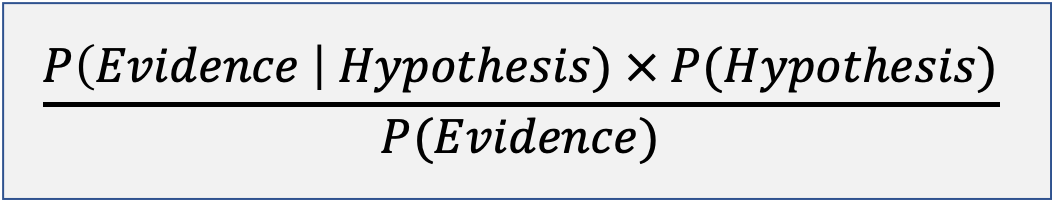 P(Evidence | Hypothesis) × P(Hypothesis)
P(Evidence)